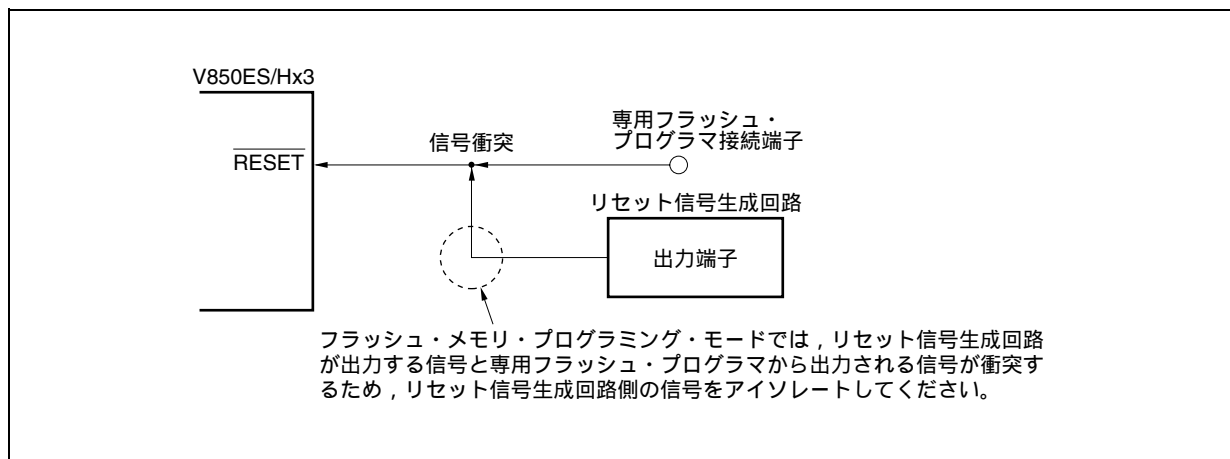 V850ES/Hx3
専用フラッシュ・
プログラマ接続端子
信号衝突
RESET
リセット信号生成回路
出力端子
フラッシュ・メモリ・プログラミング・モードでは，リセット信号生成回路
が出力する信号と専用フラッシュ・プログラマから出力される信号が衝突す
るため，リセット信号生成回路側の信号をアイソレートしてください。